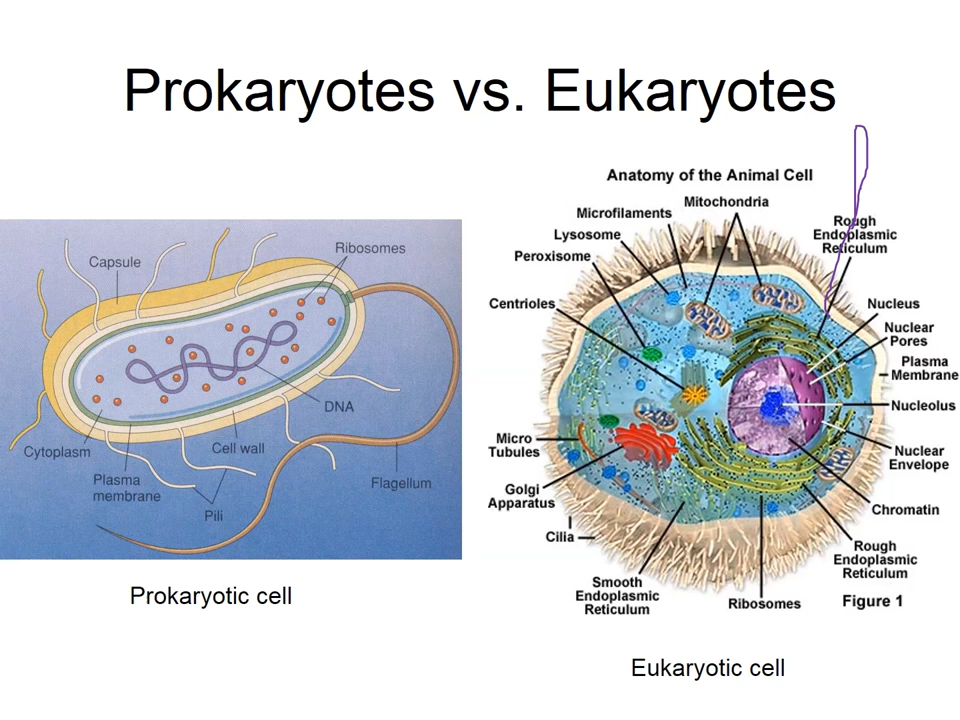 Prokaryotes vs. Eukaryotes
Capsule
Ribosomes
DNA
Cytoplasm
Cell wall
Plasma
membrane
Flagellum
Pili
Prokaryotic cell
Anatomy of the Animal Cell
Mitochondria
Microfilaments
Lysosome
Peroxisome
Centrioles
Rough
Endoplasmic
Reticulum
Nucleus
Nuclear
Pores
Plasma
Membrane
Nucleolus
Micro
Tubules
Nuclear
Envelope
Golgi
Apparatus
Chromatin
Cilia
Rough
Endoplasmic
Reticulum
Smooth
Endoplasmic
Reticulum
Ribosomes
Figure 1
Eukaryotic cell